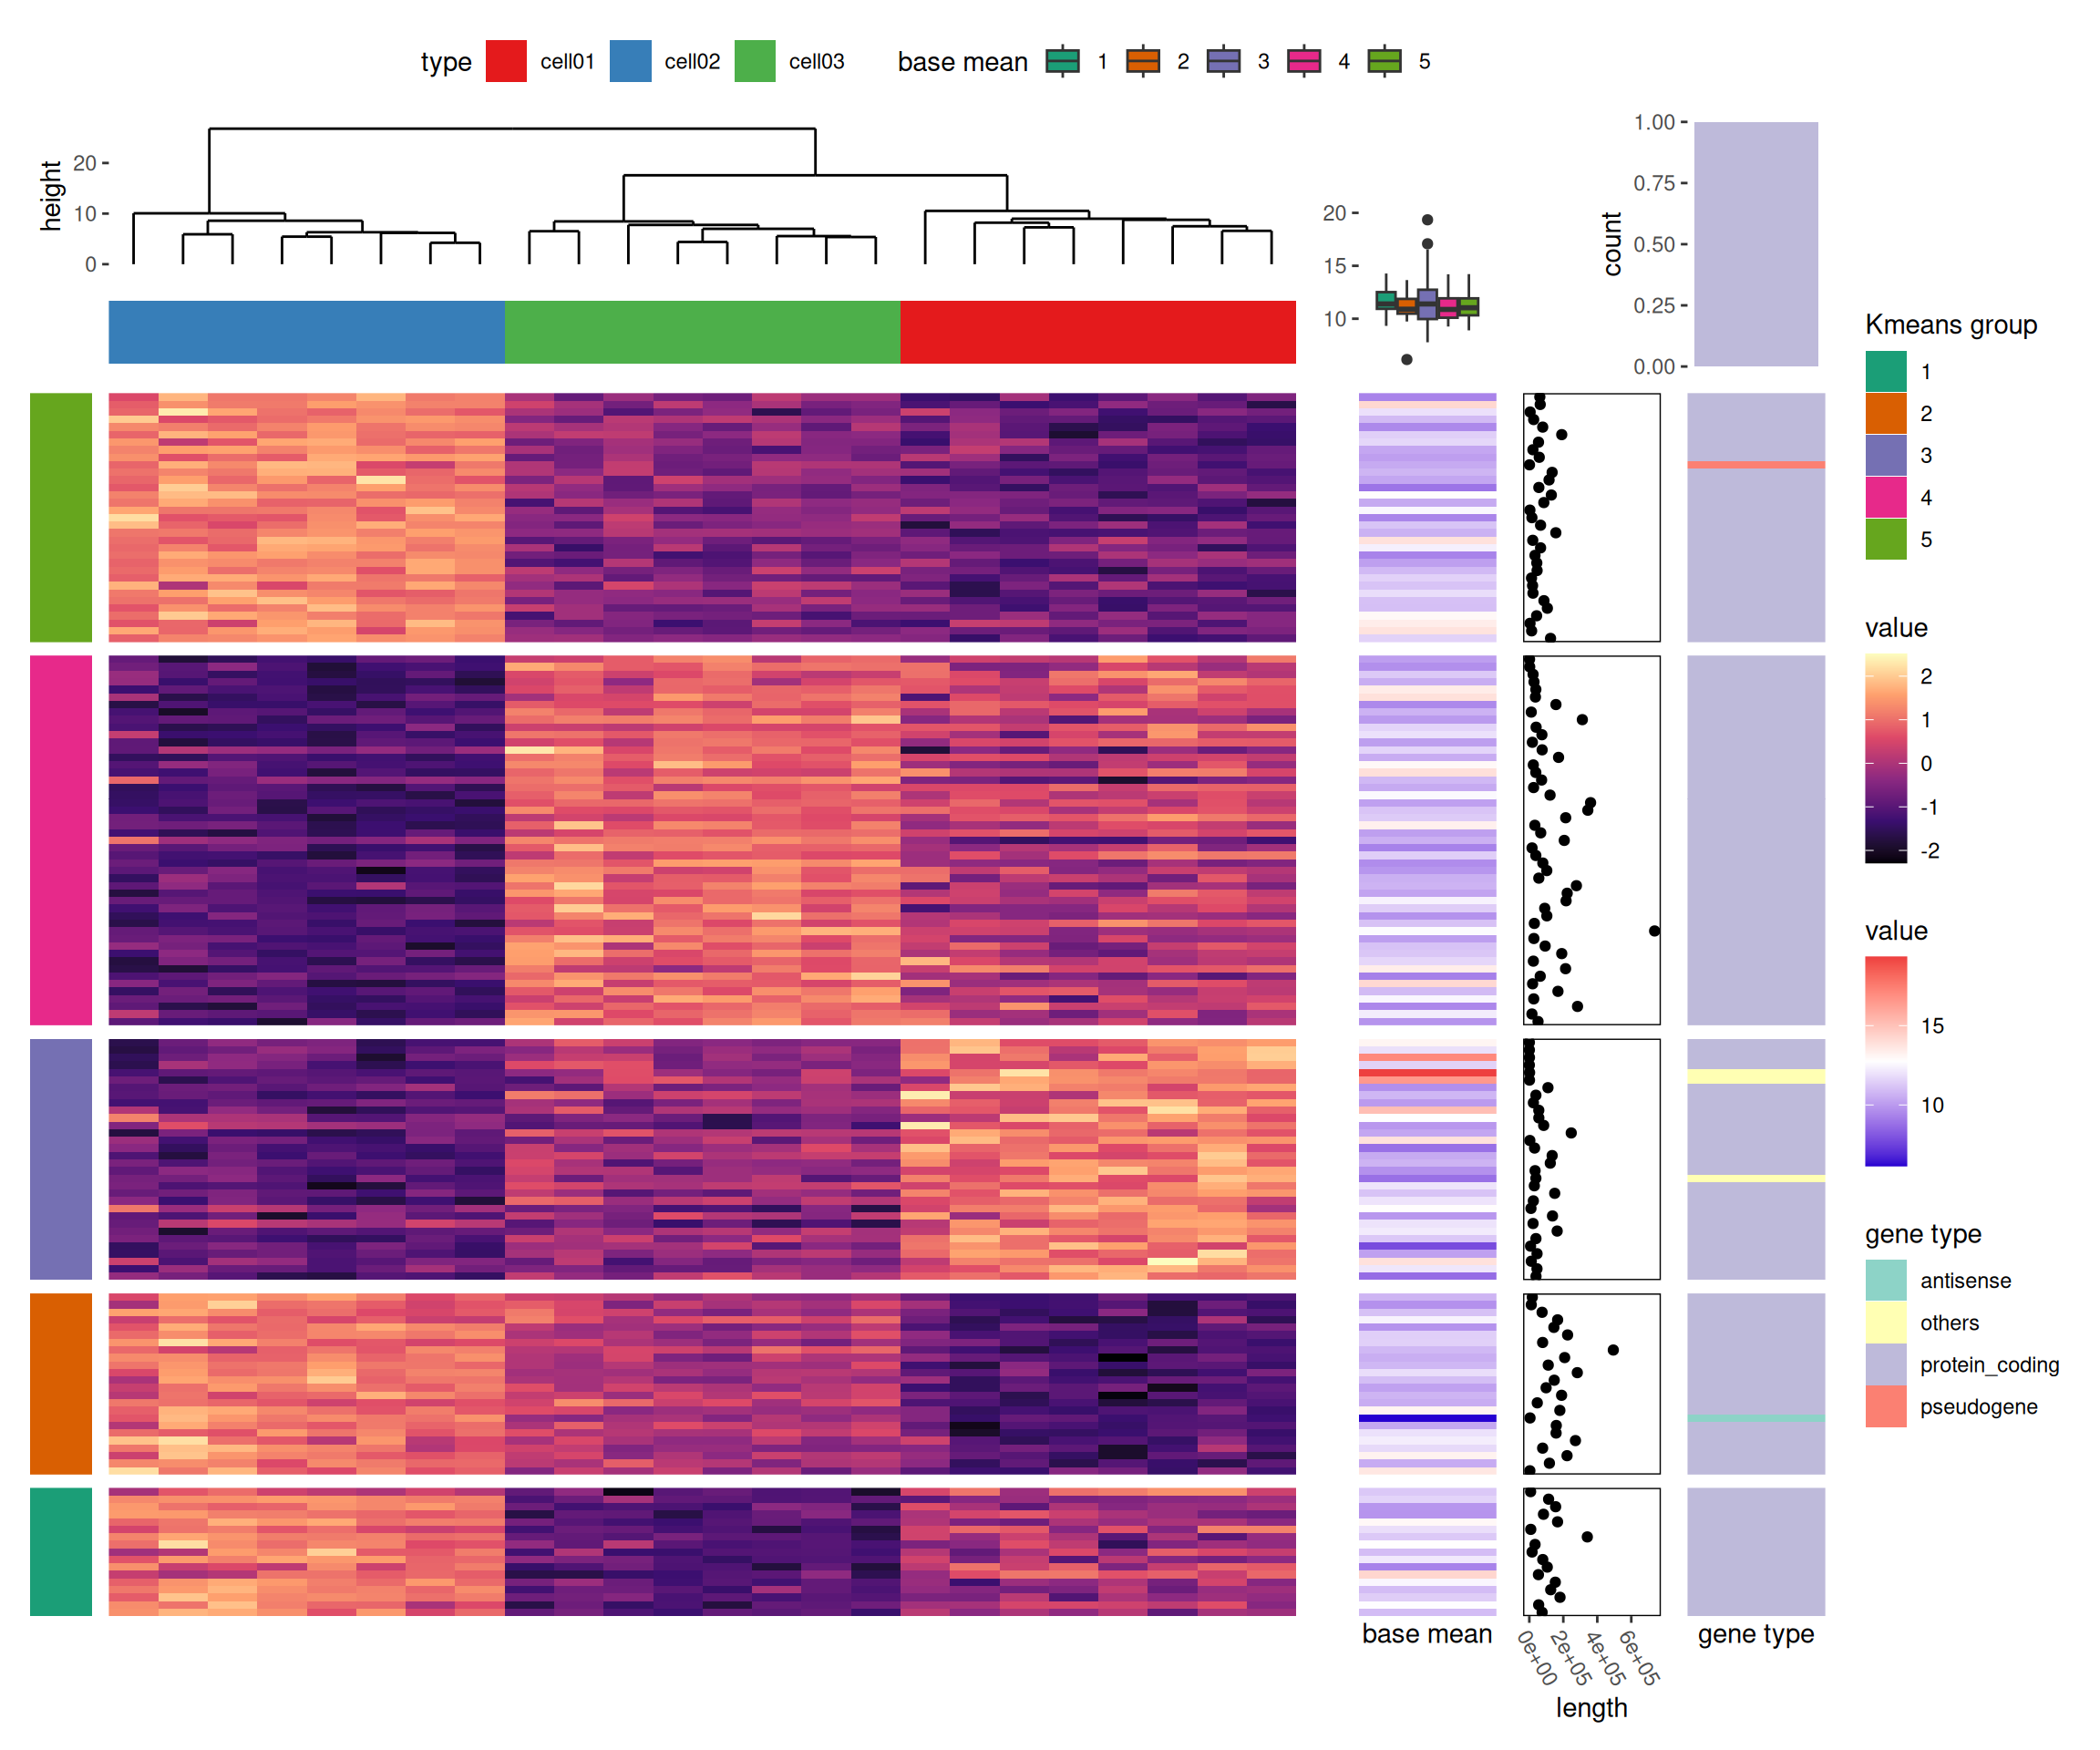 type cell01 cell02 cell03 base mean 1 2 3 4 5
height
20
10
0
20
15
10
count
1.00
0.75
0.50
0.25
0.00
Kmeans group
1
2
3
4
5
value
2
1
0
-1
-2
value
15
10
gene type
antisense
others
protein_coding
pseudogene
base mean
0e+00 2e+05 4e+05 6e+05
length
gene type